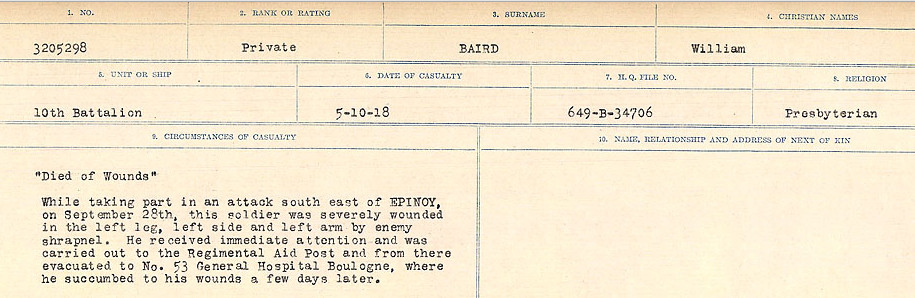 1. NO. 2. RANK OR RATING 3. SURNAME 4. CHRISTIAN NAMES
3205298 Private BAIRD William
5. UNIT OR SHIP 6. DATE OF CASUALTY 7. H.Q. FILE NO. 8. RELIGION
10th Battalion 5-10-18 649-B-34706 Presbyterian
9. CIRCUMSTANCES OF CASUALTY 10. NAME, RELATIONSHIP AND ADDRESS OF NEXT OF KIN
"Died of Wounds"
While taking part in an attack south east of EPINOY,
on September 28th, this soldier was severely wounded
in the left leg, left side and left arm by enemy
shrapnel. He received immediate attention and was
carried out to the Regimental Aid Post and from there
evacuated to No. 53 General Hospital Boulogne, where
he succumbed to his wounds a few days later.